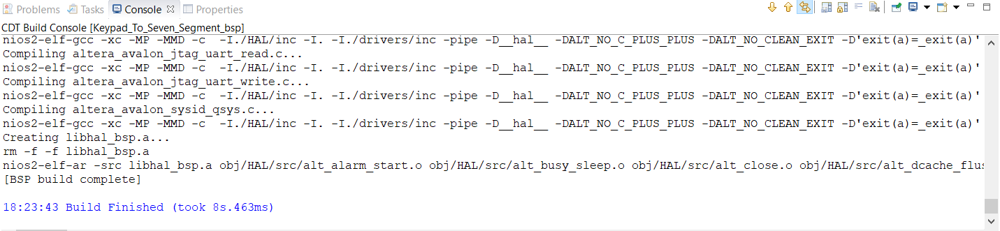 Problems Tasks Console Properties
CDT Build Console [Keypad_To_Seven_Segment_bsp]
nios2-elf-gcc -xc -MP -MMD -c  -I./HAL/inc -I. -I./drivers/inc -pipe -D__hal__ -DALT_NO_C_PLUS_PLUS -DALT_NO_CLEAN_EXIT -D'exit(a)=_exit(a)'
Compiling altera_avalon_jtag_uart_read.c...
nios2-elf-gcc -xc -MP -MMD -c  -I./HAL/inc -I. -I./drivers/inc -pipe -D__hal__ -DALT_NO_C_PLUS_PLUS -DALT_NO_CLEAN_EXIT -D'exit(a)=_exit(a)'
Compiling altera_avalon_jtag_uart_write.c...
nios2-elf-gcc -xc -MP -MMD -c  -I./HAL/inc -I. -I./drivers/inc -pipe -D__hal__ -DALT_NO_C_PLUS_PLUS -DALT_NO_CLEAN_EXIT -D'exit(a)=_exit(a)'
Compiling altera_avalon_sysid_qsys.c...
nios2-elf-gcc -xc -MP -MMD -c  -I./HAL/inc -I. -I./drivers/inc -pipe -D__hal__ -DALT_NO_C_PLUS_PLUS -DALT_NO_CLEAN_EXIT -D'exit(a)=_exit(a)'
Creating libhal_bsp.a...
rm -f -f libhal_bsp.a
nios2-elf-ar -src libhal_bsp.a obj/HAL/src/alt_alarm_start.o obj/HAL/src/alt_busy_sleep.o obj/HAL/src/alt_close.o obj/HAL/src/alt_dcache_flus
[BSP build complete]
18:23:43 Build Finished (took 8s.463ms)